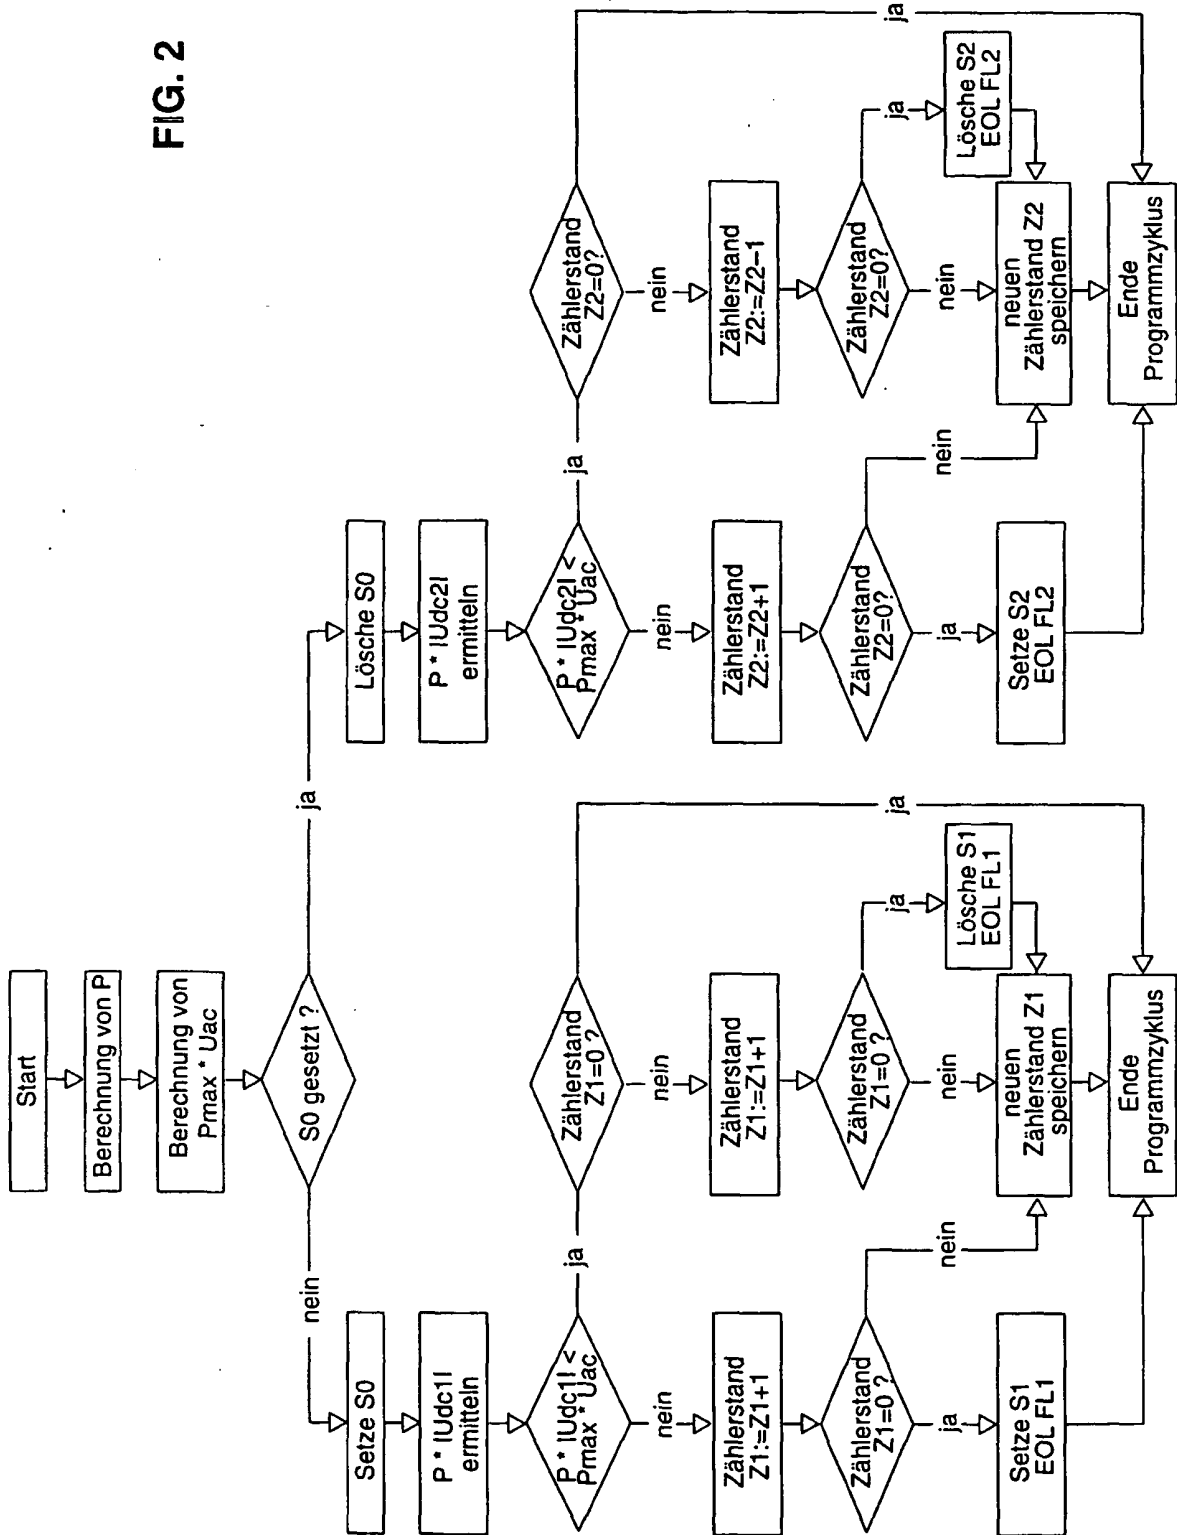 FIG. 2
Start
Berechnung von P
Berechnung von
Pmax * Uac
S0 gesetzt ?
nein
ja
Setze S0
P * |Udc1|
ermitteln
P * |Udc1| <
Pmax * Uac
ja
nein
Zählerstand
Z1:=Z1+1
Zählerstand
Z1=0 ?
nein
ja
Setze S1
EOL FL1
Zählerstand
Z1=0 ?
ja
nein
Zählerstand
Z1:=Z1+1
Zählerstand
Z1=0 ?
ja
nein
Lösche S1
EOL FL1
neuen
Zählerstand Z1
speichern
Ende
Programmzyklus
Lösche S0
P * |Udc2|
ermitteln
P * |Udc2| <
Pmax * Uac
ja
nein
Zählerstand
Z2:=Z2+1
Zählerstand
Z2=0?
nein
ja
Setze S2
EOL FL2
Zählerstand
Z2=0?
ja
nein
Zählerstand
Z2:=Z2−1
Zählerstand
Z2=0?
ja
nein
Lösche S2
EOL FL2
neuen
Zählerstand Z2
speichern
Ende
Programmzyklus